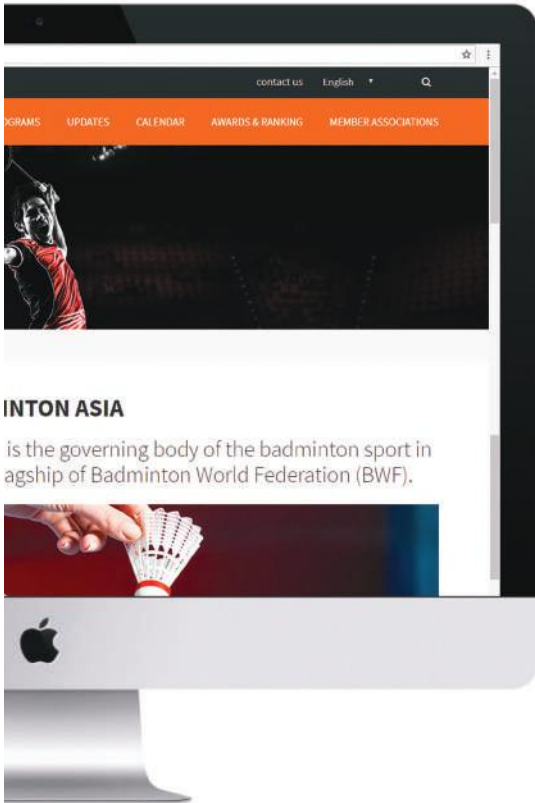 contact us English
OGRAMS UPDATES CALENDAR AWARDS & RANKING MEMBER ASSOCIATIONS
INTON ASIA
is the governing body of the badminton sport in
agship of Badminton World Federation (BWF).